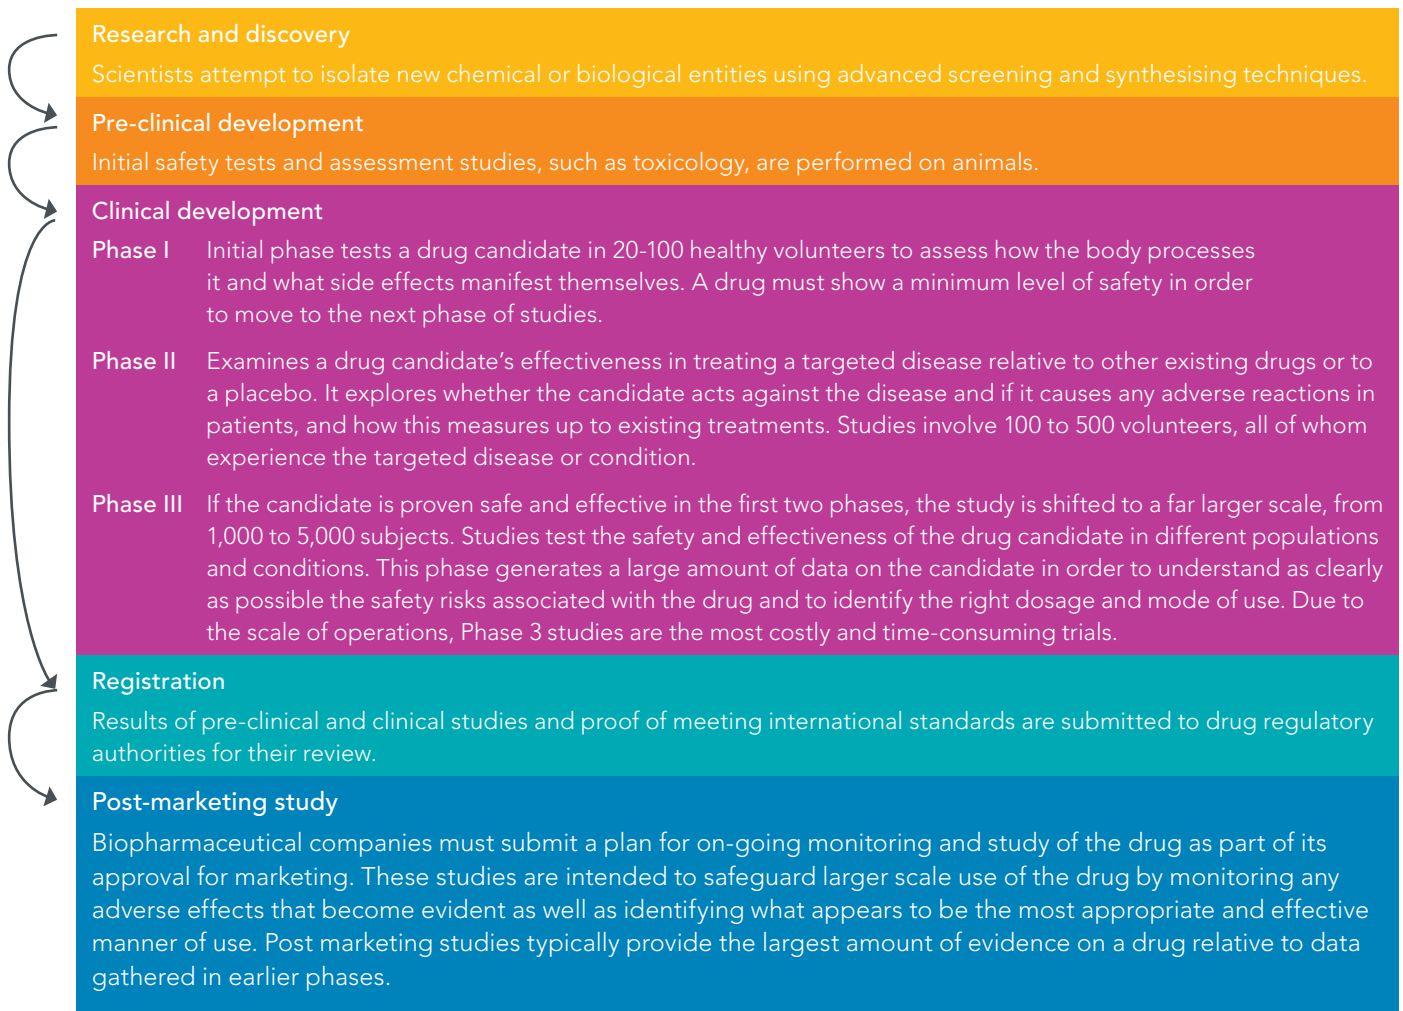 Research and discovery
Scientists attempt to isolate new chemical or biological entities using advanced screening and synthesising techniques.
Pre-clinical development
Initial safety tests and assessment studies, such as toxicology, are performed on animals.
Clinical development
Phase I Initial phase tests a drug candidate in 20-100 healthy volunteers to assess how the body processes
it and what side effects manifest themselves. A drug must show a minimum level of safety in order
to move to the next phase of studies.
Phase II Examines a drug candidate’s effectiveness in treating a targeted disease relative to other existing drugs or to
a placebo. It explores whether the candidate acts against the disease and if it causes any adverse reactions in
patients, and how this measures up to existing treatments. Studies involve 100 to 500 volunteers, all of whom
experience the targeted disease or condition.
Phase III If the candidate is proven safe and effective in the first two phases, the study is shifted to a far larger scale, from
1,000 to 5,000 subjects. Studies test the safety and effectiveness of the drug candidate in different populations
and conditions. This phase generates a large amount of data on the candidate in order to understand as clearly
as possible the safety risks associated with the drug and to identify the right dosage and mode of use. Due to
the scale of operations, Phase 3 studies are the most costly and time-consuming trials.
Registration
Results of pre-clinical and clinical studies and proof of meeting international standards are submitted to drug regulatory
authorities for their review.
Post-marketing study
Biopharmaceutical companies must submit a plan for on-going monitoring and study of the drug as part of its
approval for marketing. These studies are intended to safeguard larger scale use of the drug by monitoring any
adverse effects that become evident as well as identifying what appears to be the most appropriate and effective
manner of use. Post marketing studies typically provide the largest amount of evidence on a drug relative to data
gathered in earlier phases.